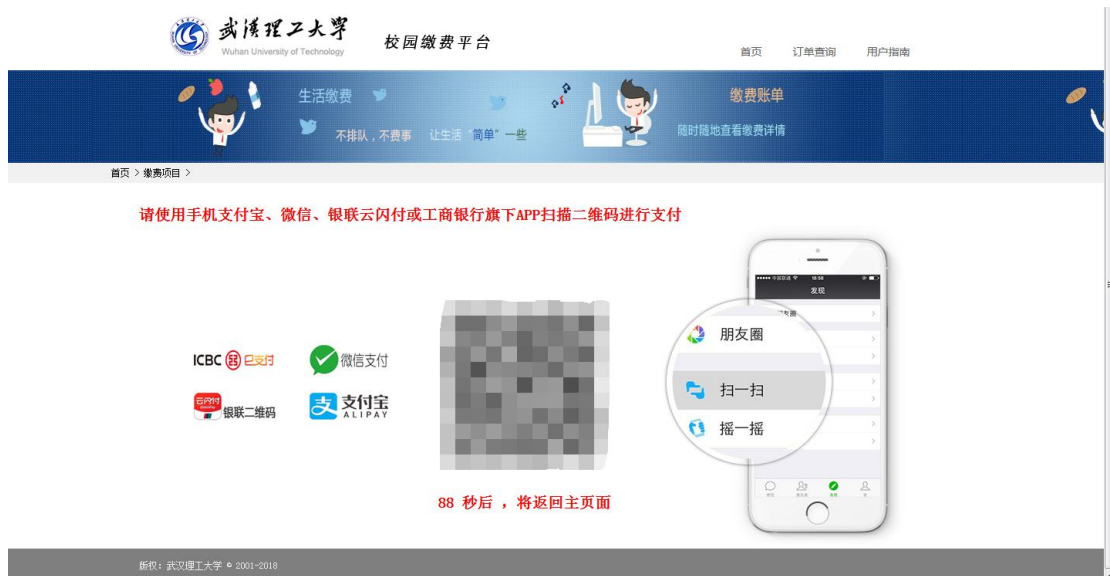 武汉理工大学
Wuhan University of Technology
校园缴费平台
首页 订单查询 用户指南
生活缴费
不排队，不费事 让生活“简单”一些
缴费账单
随时随地查看缴费详情
首页 > 缴费项目 >
请使用手机支付宝、微信、银联云闪付或工商银行旗下APP扫描二维码进行支付
ICBC e支付
微信支付
云闪付
银联二维码
支付宝
ALIPAY
中国联通 16:58
发现
朋友圈
扫一扫
摇一摇
88 秒后 ，将返回主页面
版权：武汉理工大学 © 2001-2018